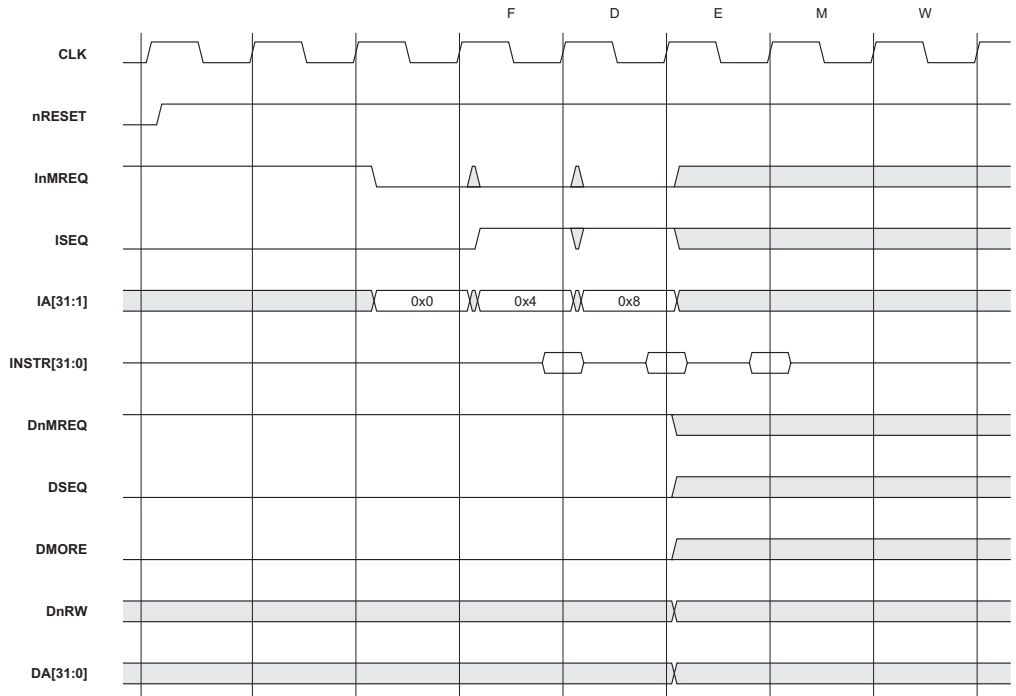 F D E M W
CLK
nRESET
InMREQ
ISEQ
IA[31:1] 0x0 0x4 0x8
INSTR[31:0]
DnMREQ
DSEQ
DMORE
DnRW
DA[31:0]